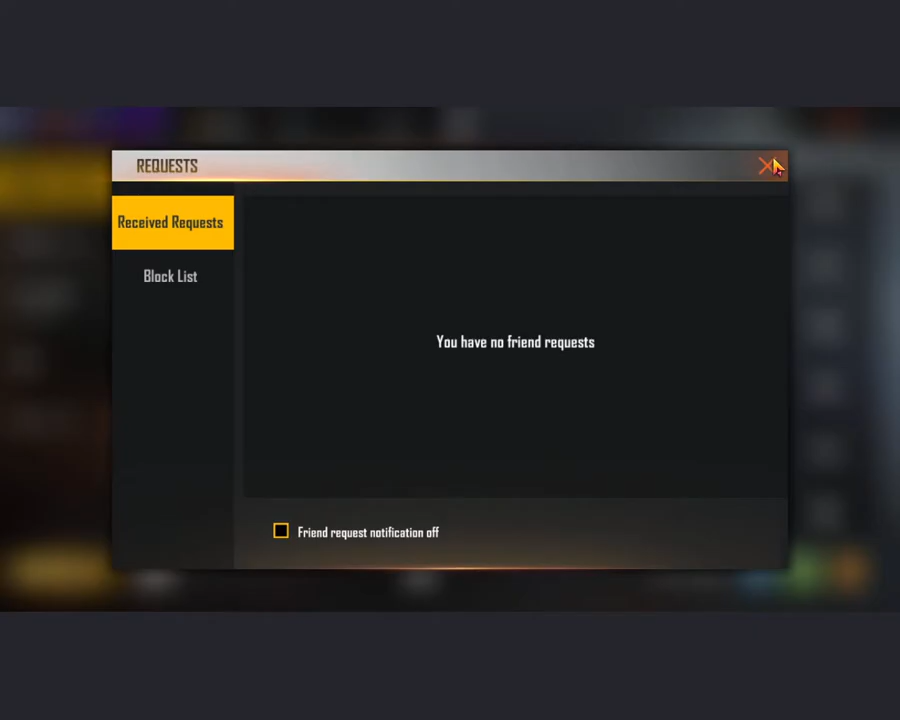 REQUESTS
Received Requests
Block List
You have no friend requests
Friend request notification off